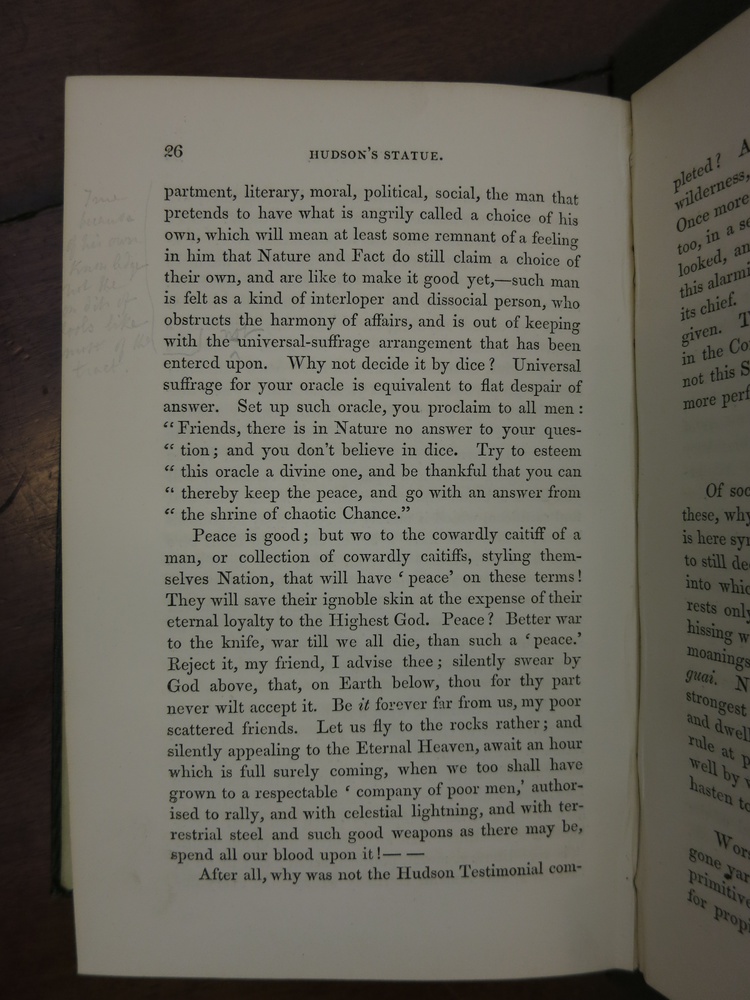 26
HUDSON'S STATUE.
partment, literary, moral, political, social, the man that
pretends to have what is angrily called a choice of his
own, which will mean at least some remnant of a feeling
in him that Nature and Fact do still claim a choice of
their own, and are like to make it good yet,—such man
is felt as a kind of interloper and dissocial person, who
obstructs the harmony of affairs, and is out of keeping
with the universal-suffrage arrangement that has been
entered upon. Why not decide it by dice? Universal
suffrage for your oracle is equivalent to flat despair of
answer. Set up such oracle, you proclaim to all men:
“Friends, there is in Nature no answer to your ques-
“ tion; and you don't believe in dice. Try to esteem
“ this oracle a divine one, and be thankful that you can
“ thereby keep the peace, and go with an answer from
“ the shrine of chaotic Chance.”
Peace is good; but wo to the cowardly caitiff of a
man, or collection of cowardly caitiffs, styling them-
selves Nation, that will have ‘peace’ on these terms!
They will save their ignoble skin at the expense of their
eternal loyalty to the Highest God. Peace? Better war
to the knife, war till we all die, than such a ‘peace.’
Reject it, my friend, I advise thee; silently swear by
God above, that, on Earth below, thou for thy part
never wilt accept it. Be it forever far from us, my poor
scattered friends. Let us fly to the rocks rather; and
silently appealing to the Eternal Heaven, await an hour
which is full surely coming, when we too shall have
grown to a respectable ‘company of poor men,’ author-
ised to rally, and with celestial lightning, and with ter-
restrial steel and such good weapons as there may be,
spend all our blood upon it!— —
After all, why was not the Hudson Testimonial com-
pleted? A
wilderness,
Once more
too, in a
looked,
this
its chief.
given.
in the
not this S
more
Of
these, why
is here
to still
into
rests only
hissing w
moanings
guai. N
strongest
and
rule at
well by
hasten to
gone
primitive
for